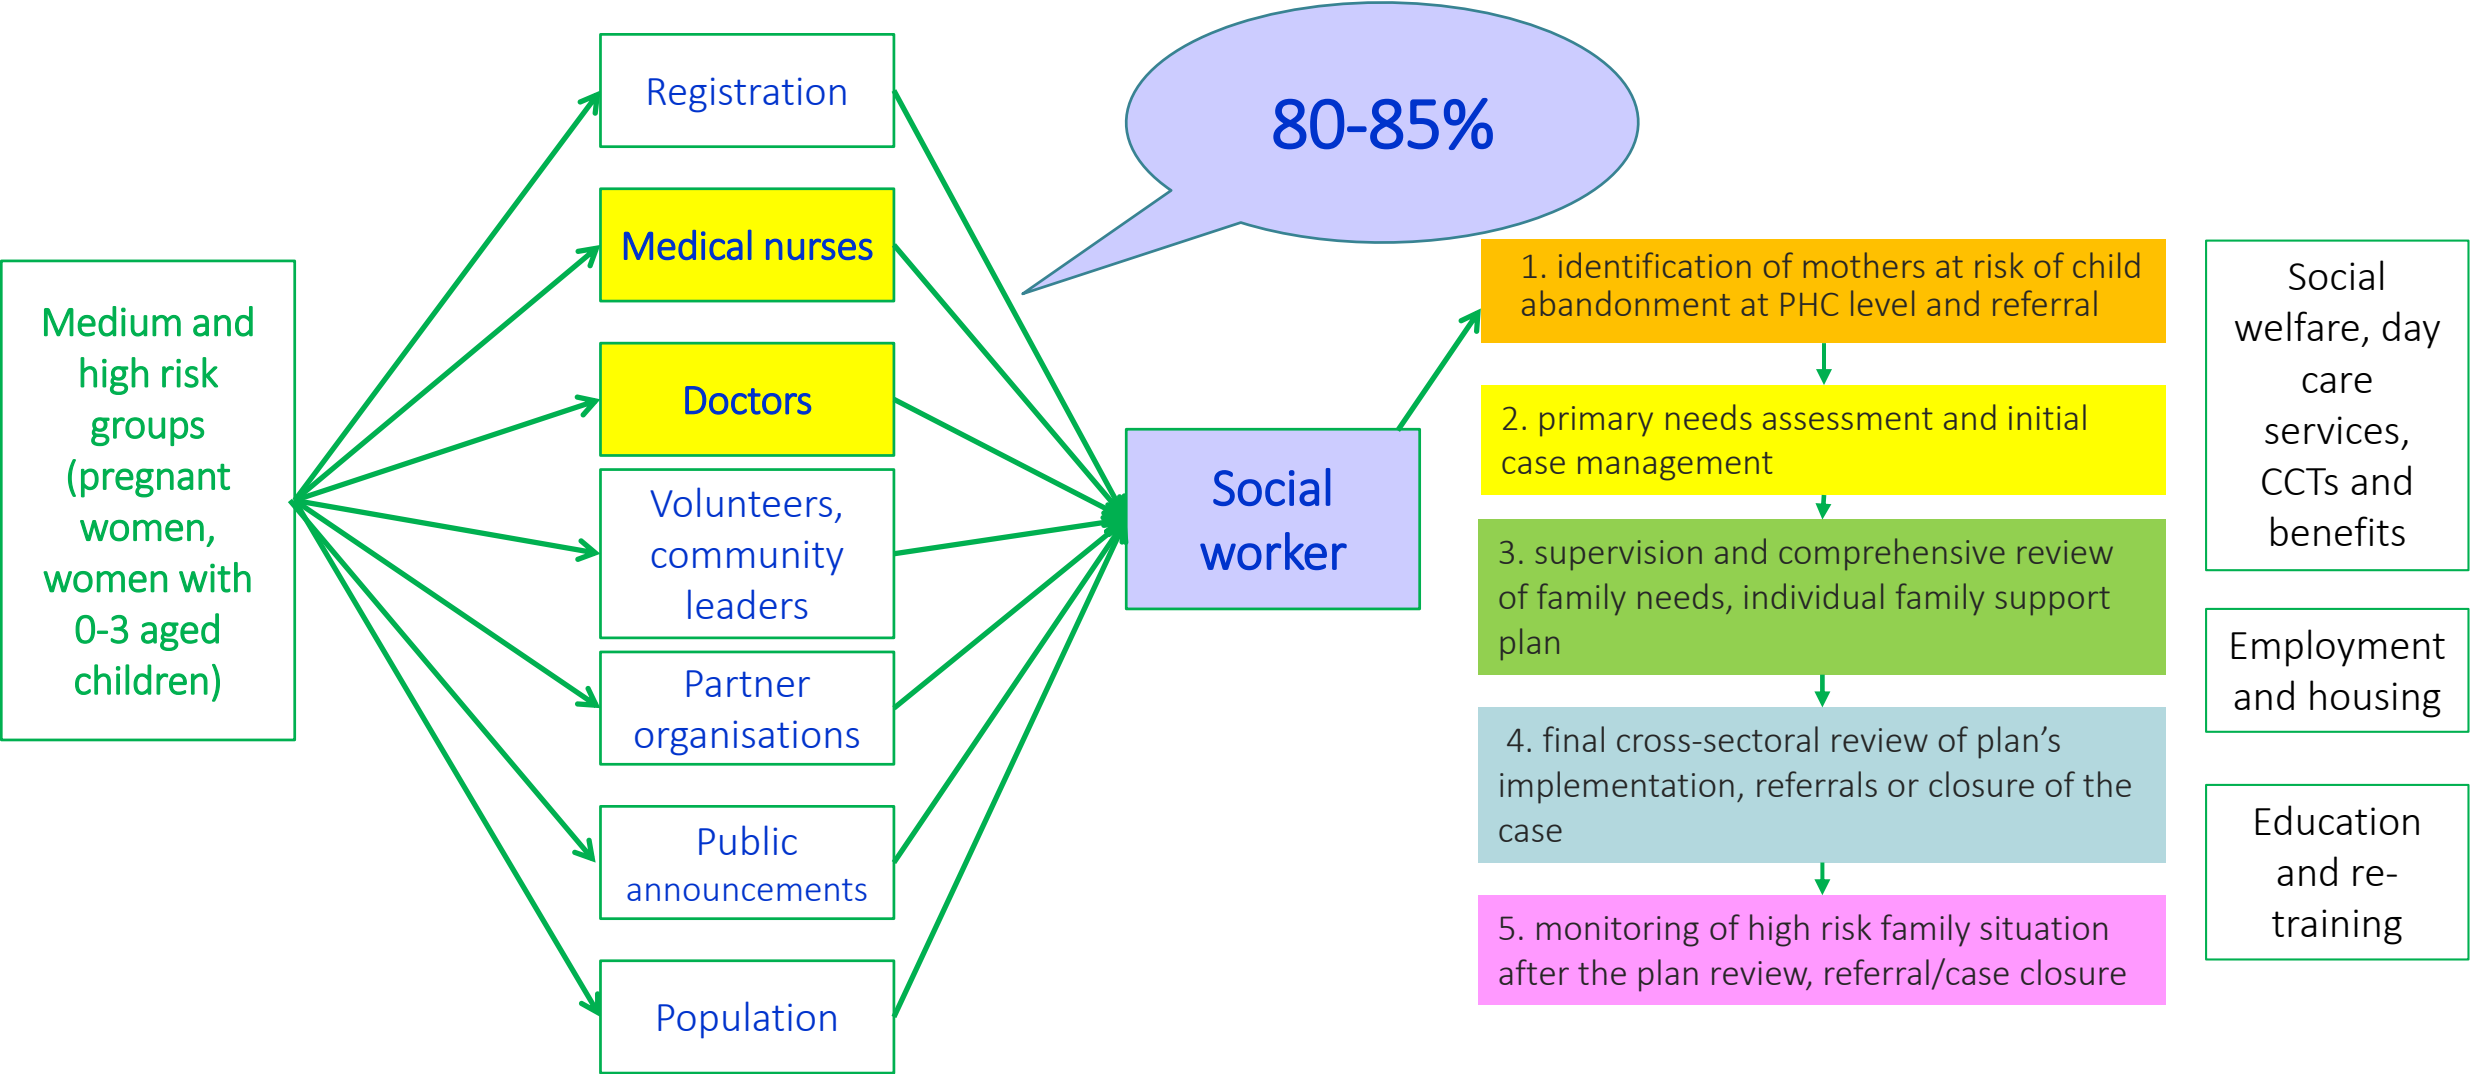 Medium and
high risk
groups
(pregnant
women,
women with
0-3 aged
children)
Registration
Medical nurses
Doctors
Volunteers,
community
leaders
Partner
organisations
Public
announcements
Population
80-85%
Social
worker
1. identification of mothers at risk of child
abandonment at PHC level and referral
2. primary needs assessment and initial
case management
3. supervision and comprehensive review
of family needs, individual family support
plan
4. final cross-sectoral review of plan’s
implementation, referrals or closure of the
case
5. monitoring of high risk family situation
after the plan review, referral/case closure
Social
welfare, day
care
services,
CCTs and
benefits
Employment
and housing
Education
and re-
training